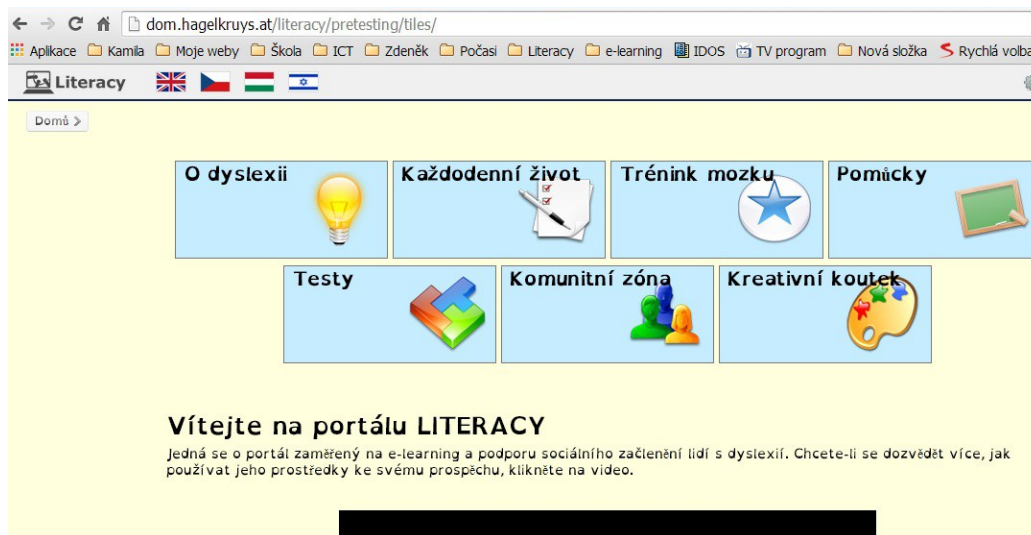 dom.hagelkruys.at/literacy/pretesting/tiles/
Aplikace Kamila Moje weby Škola ICT Zdeněk Počasi Literacy e-learning IDOS TV program Nová složka Rychlá volba
Literacy
Domů
O dyslexii Každodenní život Trénink mozku Pomůcky
Testy Komunitní zóna Kreativní koutek
Vítejte na portálu LITERACY
Jedná se o portál zaměřený na e-learning a podporu sociálního začlenění lidí s dyslexií. Chcete-li se dozvědět více, jak
používat jeho prostředky ke svému prospěchu, klikněte na video.